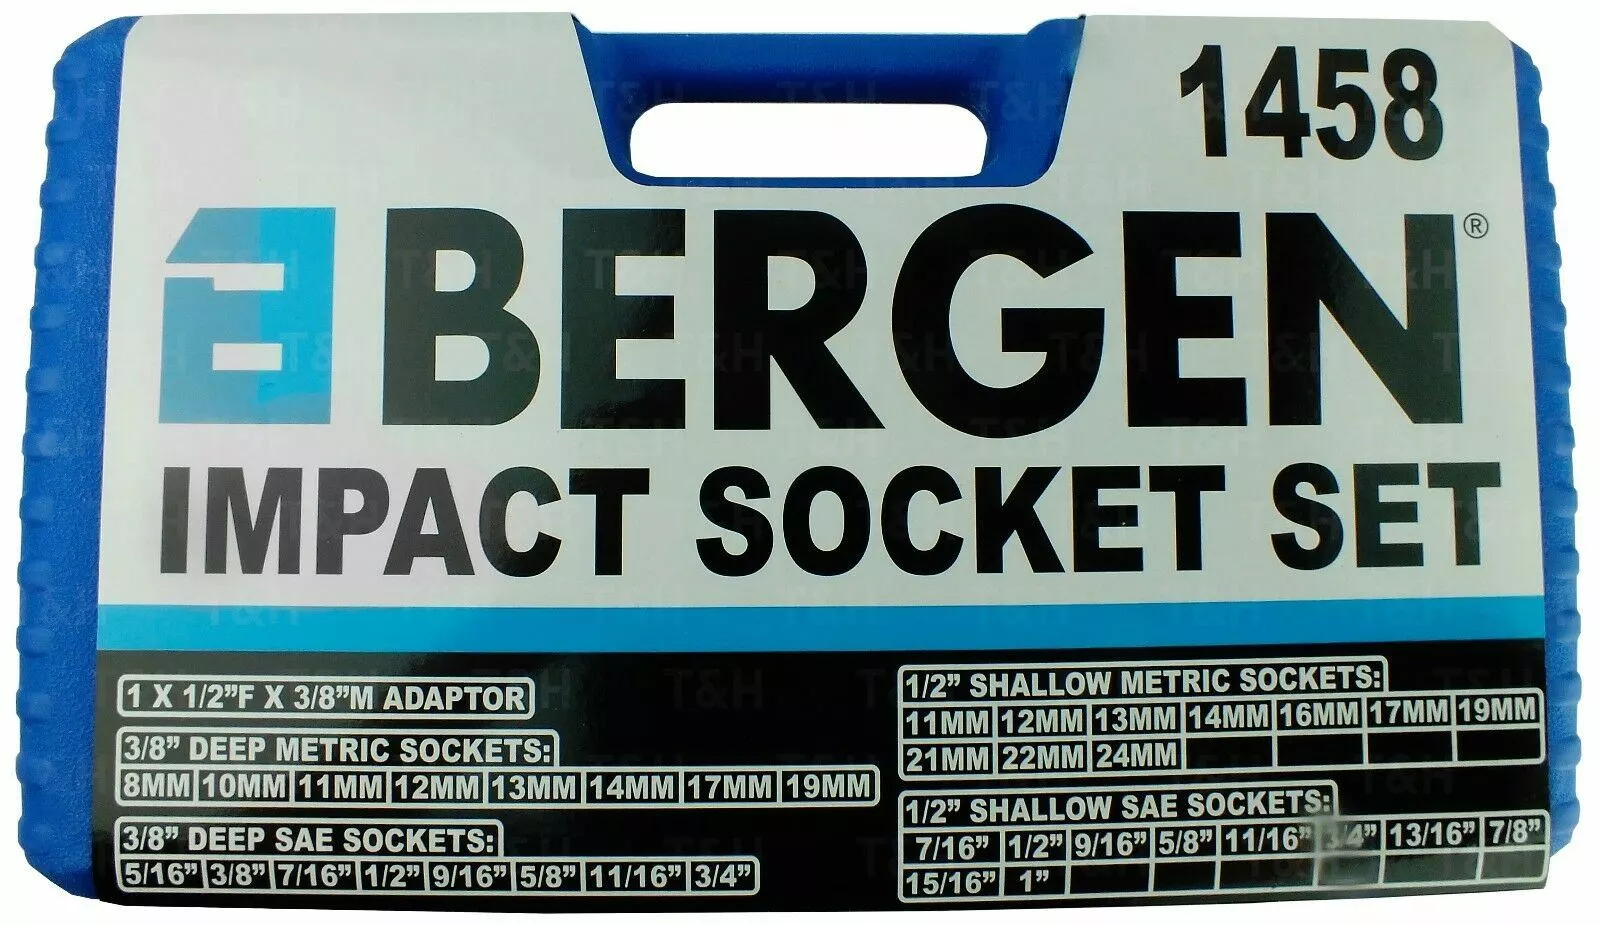 1458
BERGEN®
IMPACT SOCKET SET
1 X 1/2”F X 3/8”M ADAPTOR
3/8” DEEP METRIC SOCKETS:
8MM 10MM 11MM 12MM 13MM 14MM 17MM 19MM
3/8” DEEP SAE SOCKETS:
5/16” 3/8” 7/16” 1/2” 9/16” 5/8” 11/16” 3/4”
1/2” SHALLOW METRIC SOCKETS:
11MM 12MM 13MM 14MM 16MM 17MM 19MM
21MM 22MM 24MM
1/2” SHALLOW SAE SOCKETS:
7/16” 1/2” 9/16” 5/8” 11/16” 3/4” 13/16” 7/8”
15/16” 1”
T&H